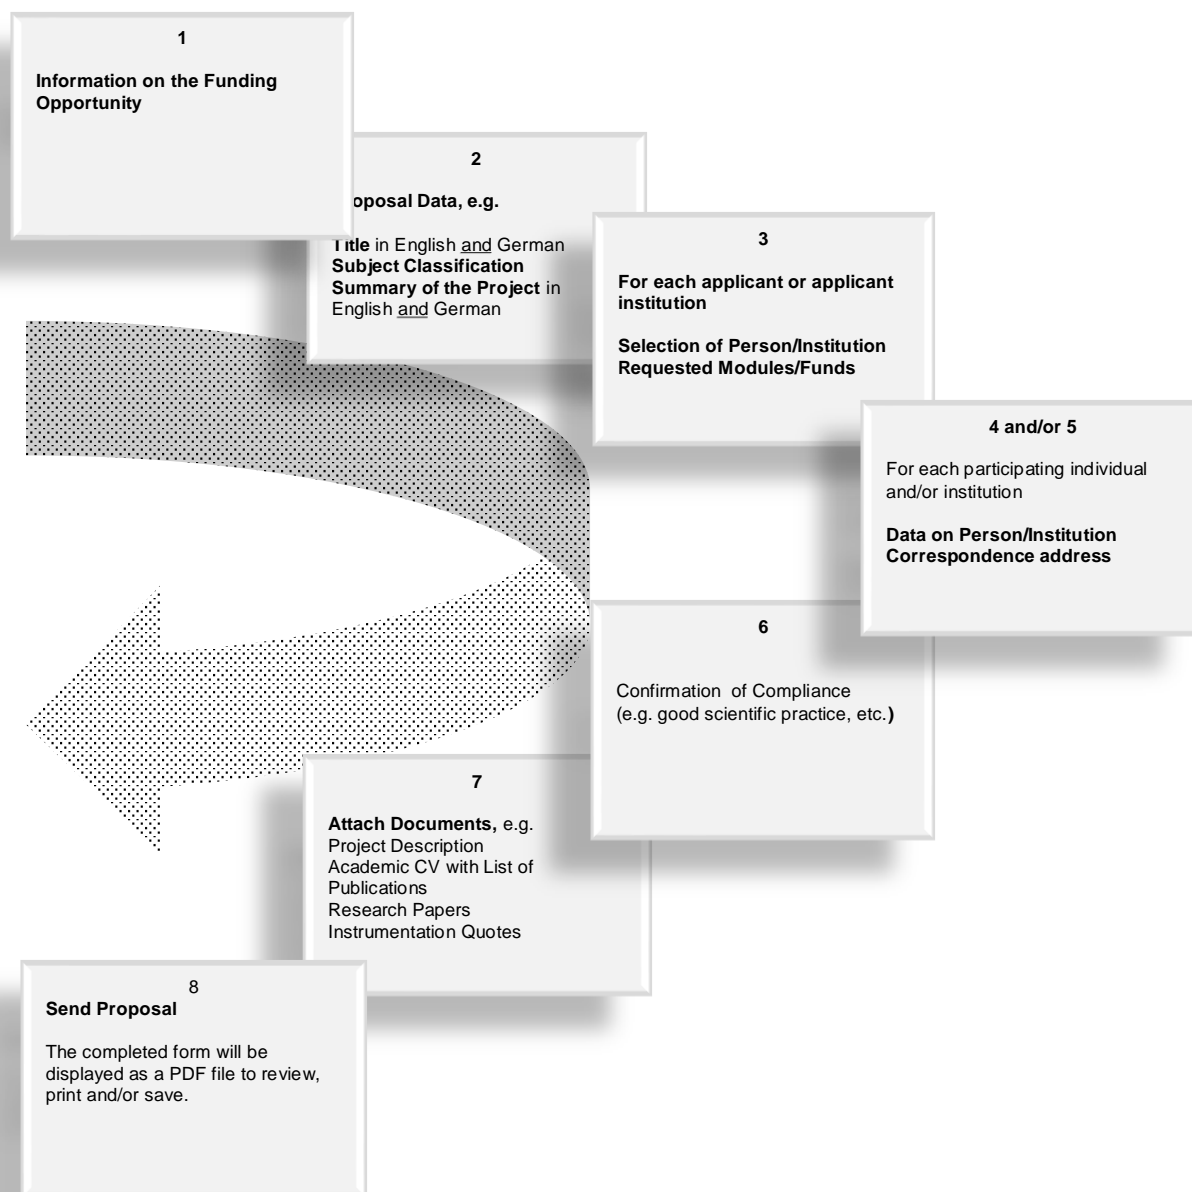 1
Information on the Funding
Opportunity
2
oposal Data, e.g.
Title in English and German
Subject Classification
Summary of the Project in
English and German
3
For each applicant or applicant
institution
Selection of Person/Institution
Requested Modules/Funds
4 and/or 5
For each participating individual
and/or institution
Data on Person/Institution
Correspondence address
6
Confirmation of Compliance
(e.g. good scientific practice, etc.)
7
Attach Documents, e.g.
Project Description
Academic CV with List of
Publications
Research Papers
Instrumentation Quotes
8
Send Proposal
The completed form will be
displayed as a PDF file to review,
print and/or save.